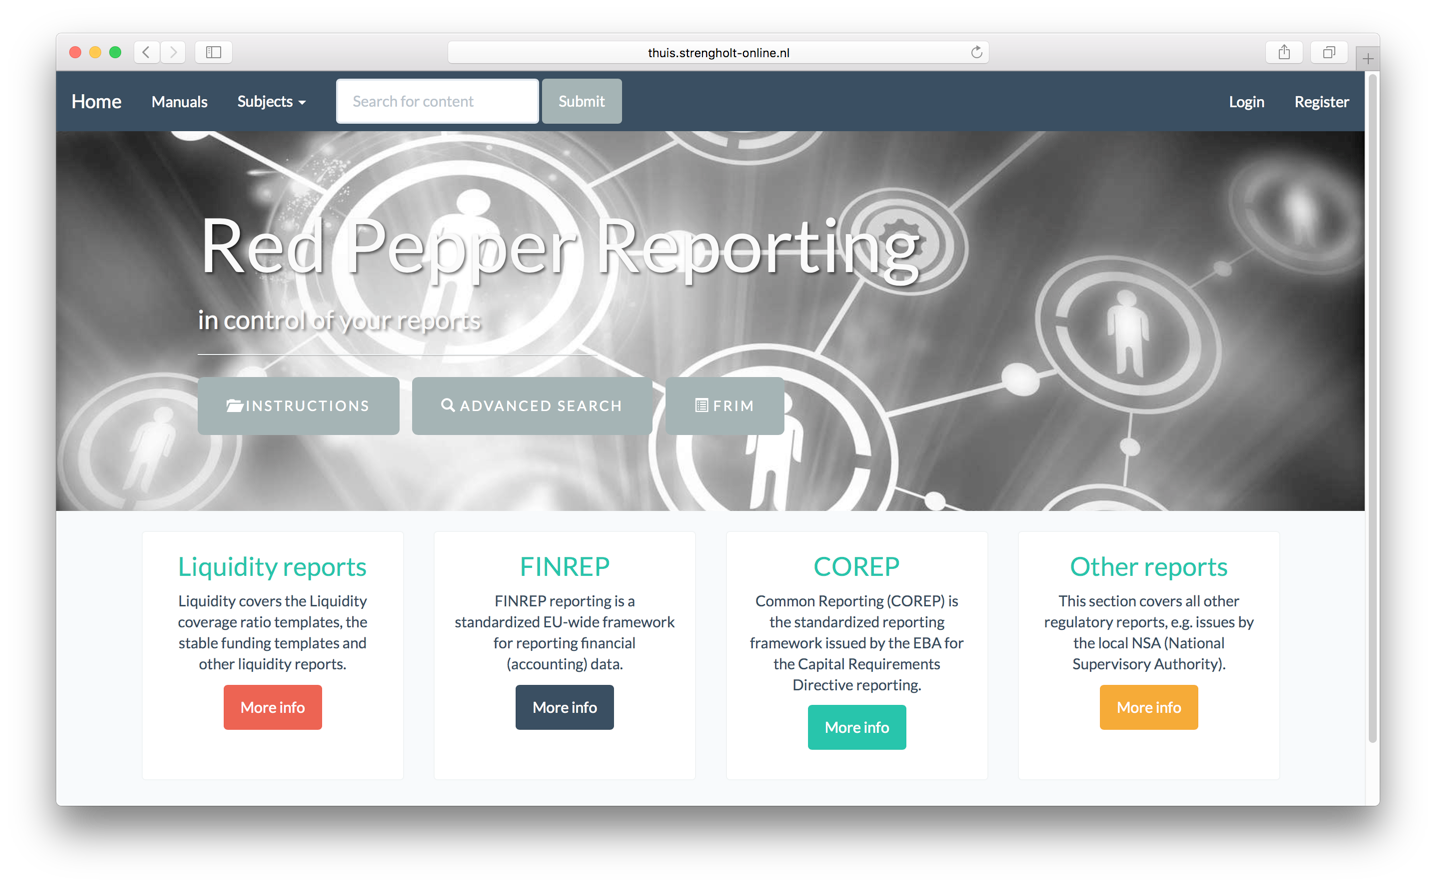 thuis.strengholt-online.nl
Home Manuals Subjects Search for content Submit Login Register
Red Pepper Reporting
in control of your reports
INSTRUCTIONS ADVANCED SEARCH FRIM
Liquidity reports
Liquidity covers the Liquidity
coverage ratio templates, the
stable funding templates and
other liquidity reports.
More info
FINREP
FINREP reporting is a
standardized EU-wide framework
for reporting financial
(accounting) data.
More info
COREP
Common Reporting (COREP) is
the standardized reporting
framework issued by the EBA for
the Capital Requirements
Directive reporting.
More info
Other reports
This section covers all other
regulatory reports, e.g. issues by
the local NSA (National
Supervisory Authority).
More info